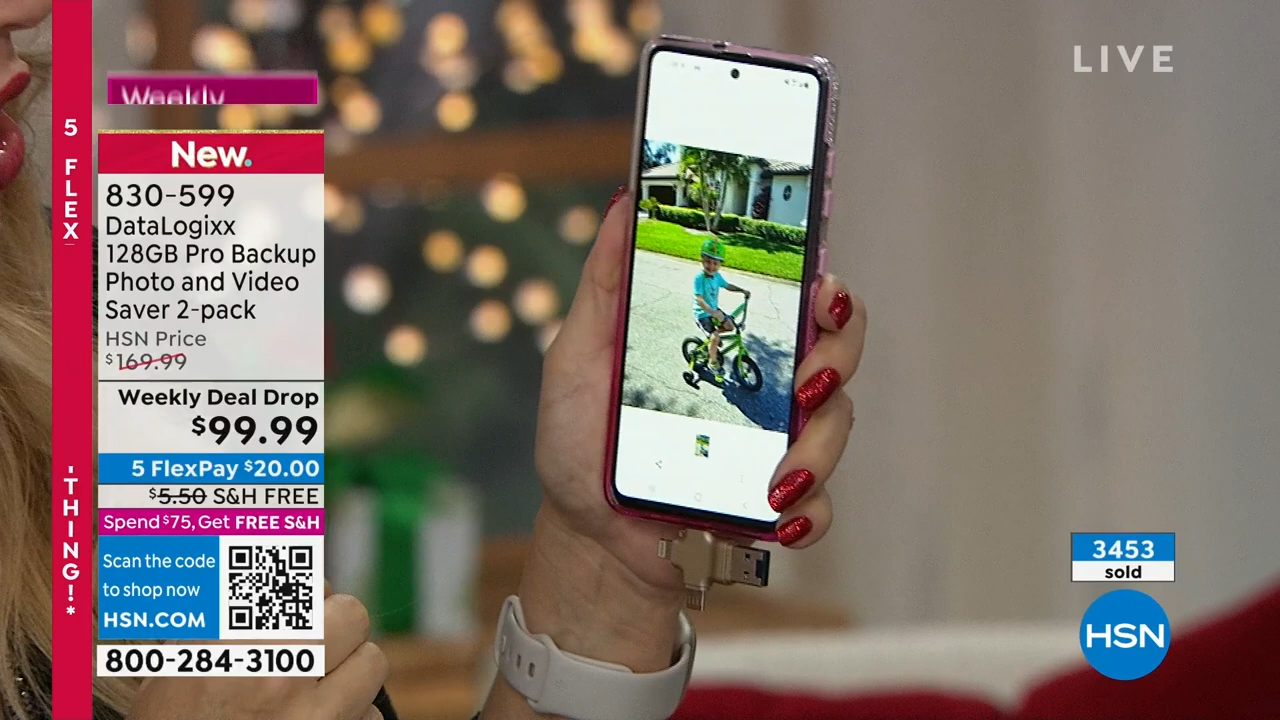 LIVE
5 FLEX
THING!*
Weekly
New.
830-599
DataLogixx
128GB Pro Backup
Photo and Video
Saver 2-pack
HSN Price
$169.99
Weekly Deal Drop
$99.99
5 FlexPay $20.00
$5.50 S&H FREE
Spend $75, Get FREE S&H
Scan the code
to shop now
HSN.COM
800-284-3100
3453
sold
HSN